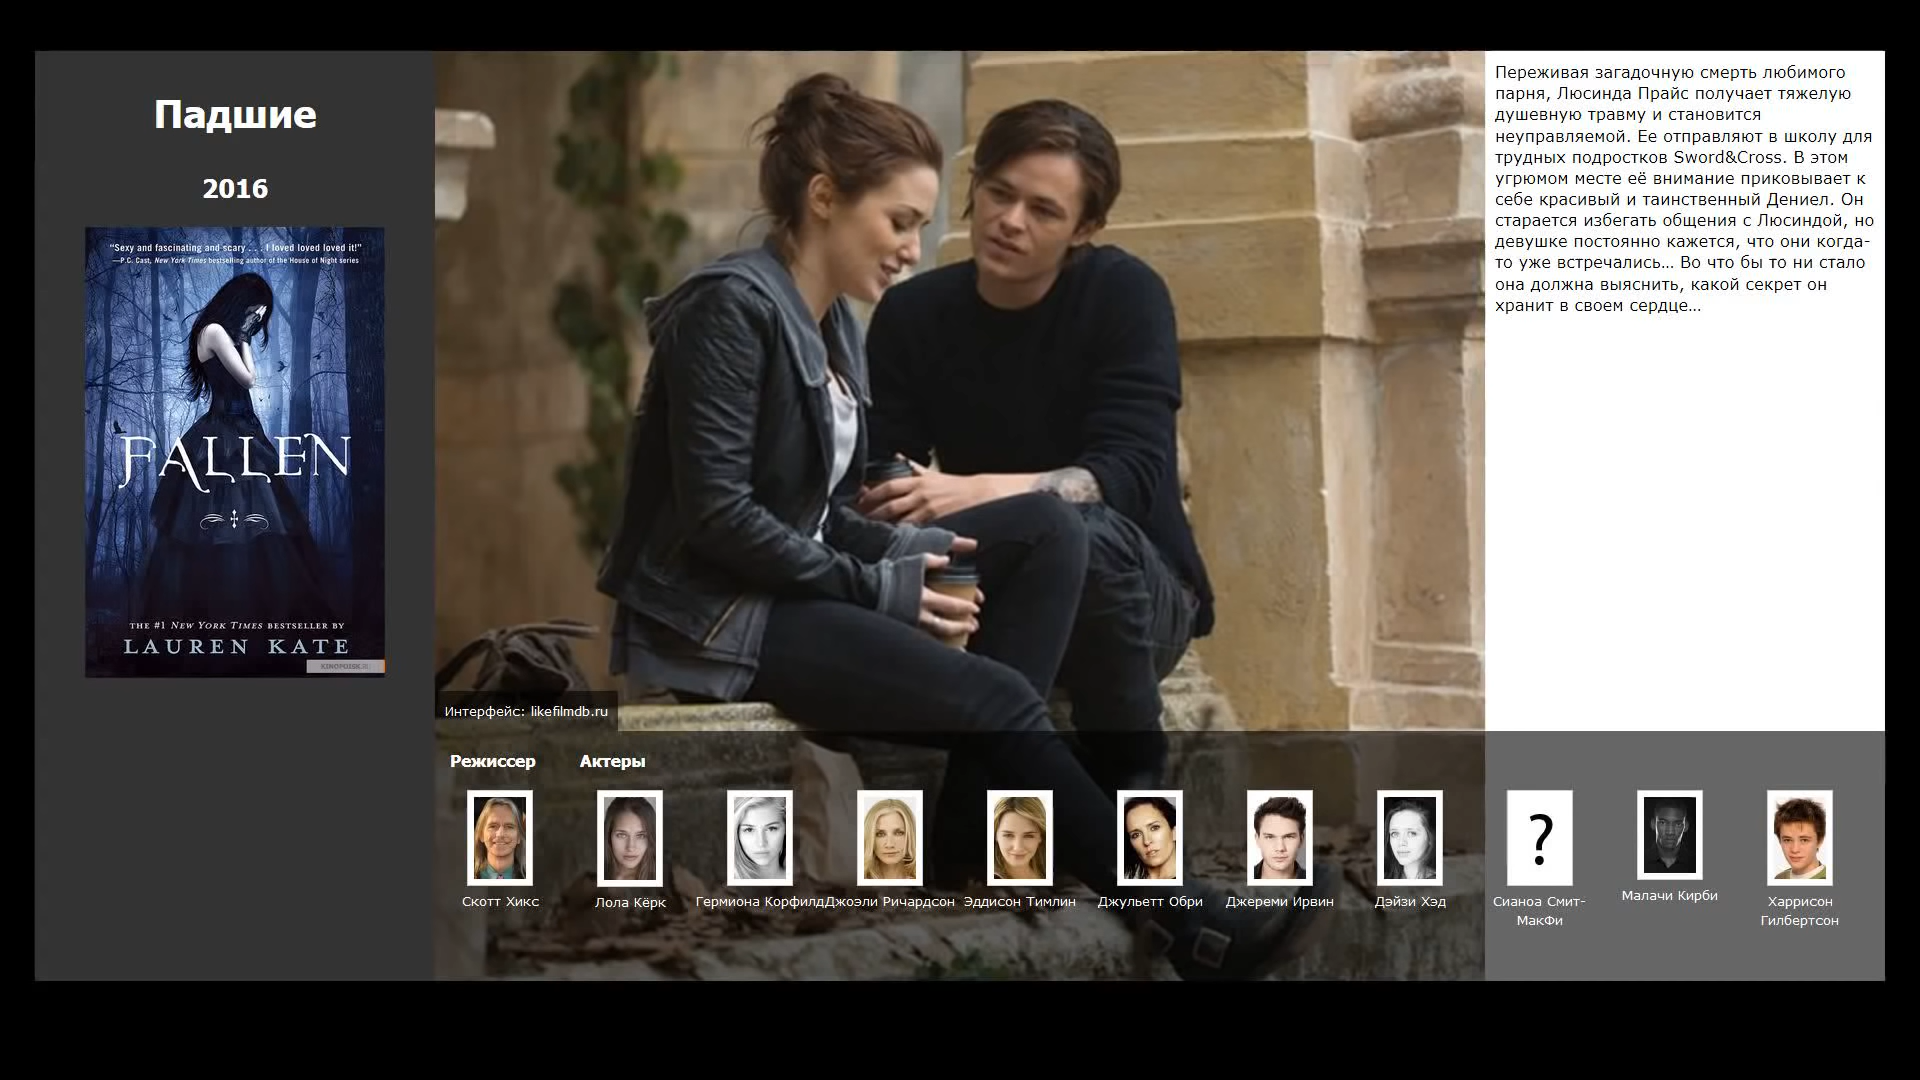 Падшие
2016
"Sexy and fascinating and scary . . . I loved loved loved it!"
—P.C. Cast, New York Times bestselling author of the House of Night series
FALLEN
THE #1 NEW YORK TIMES BESTSELLER BY
LAUREN KATE
KINOPOISK.RU
Переживая загадочную смерть любимого
парня, Люсинда Прайс получает тяжелую
душевную травму и становится
неуправляемой. Ее отправляют в школу для
трудных подростков Sword&Cross. В этом
угрюмом месте её внимание приковывает к
себе красивый и таинственный Дениел. Он
старается избегать общения с Люсиндой, но
девушке постоянно кажется, что они когда-
то уже встречались... Во что бы то ни стало
она должна выяснить, какой секрет он
хранит в своем сердце...
Интерфейс: likefilmdb.ru
Режиссер Актеры
?
Скотт Хикс Лола Кёрк Гермиона Корфилд Джоэли Ричардсон Эддисон Тимлин Джульетт Обри Джереми Ирвин Дэйзи Хэд Сианоа Смит- Малачи Кирби Харрисон
МакФи Гилбертсон